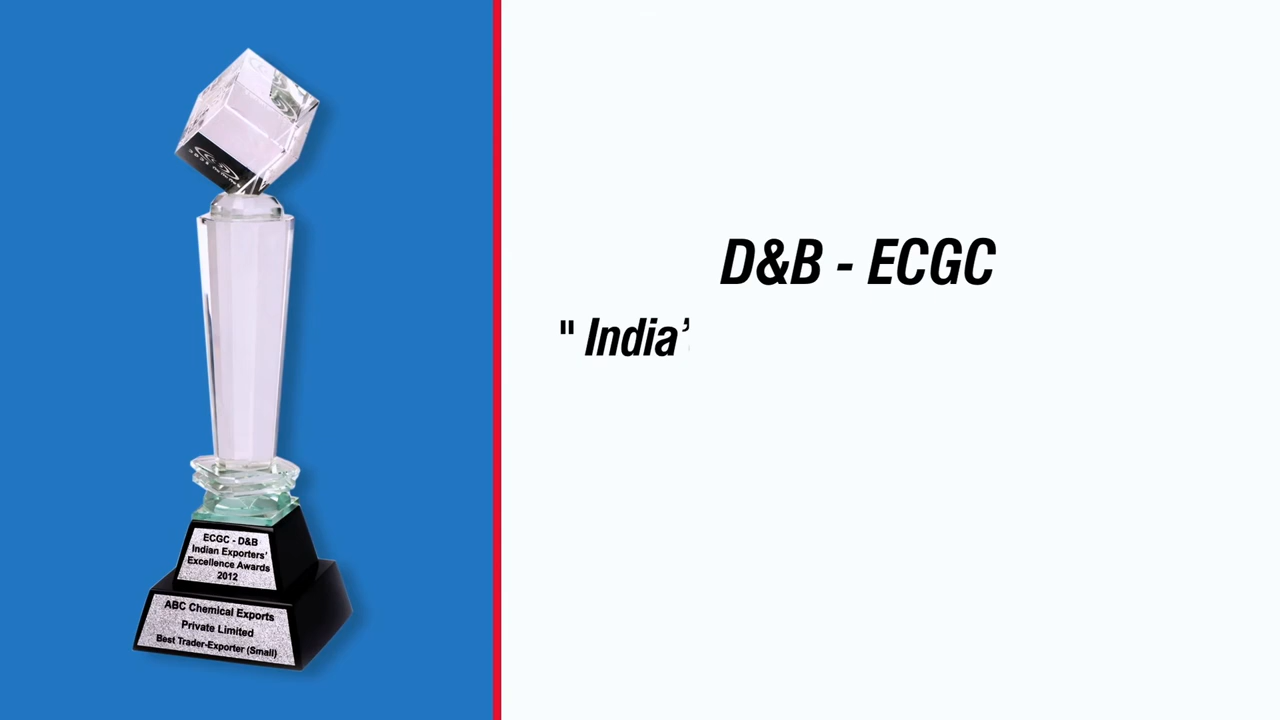 D&B - ECGC
" India’
ECGC - D&B
Indian Exporters'
Excellence Awards
2012
ABC Chemical Exports
Private Limited
Best Trader-Exporter (Small)